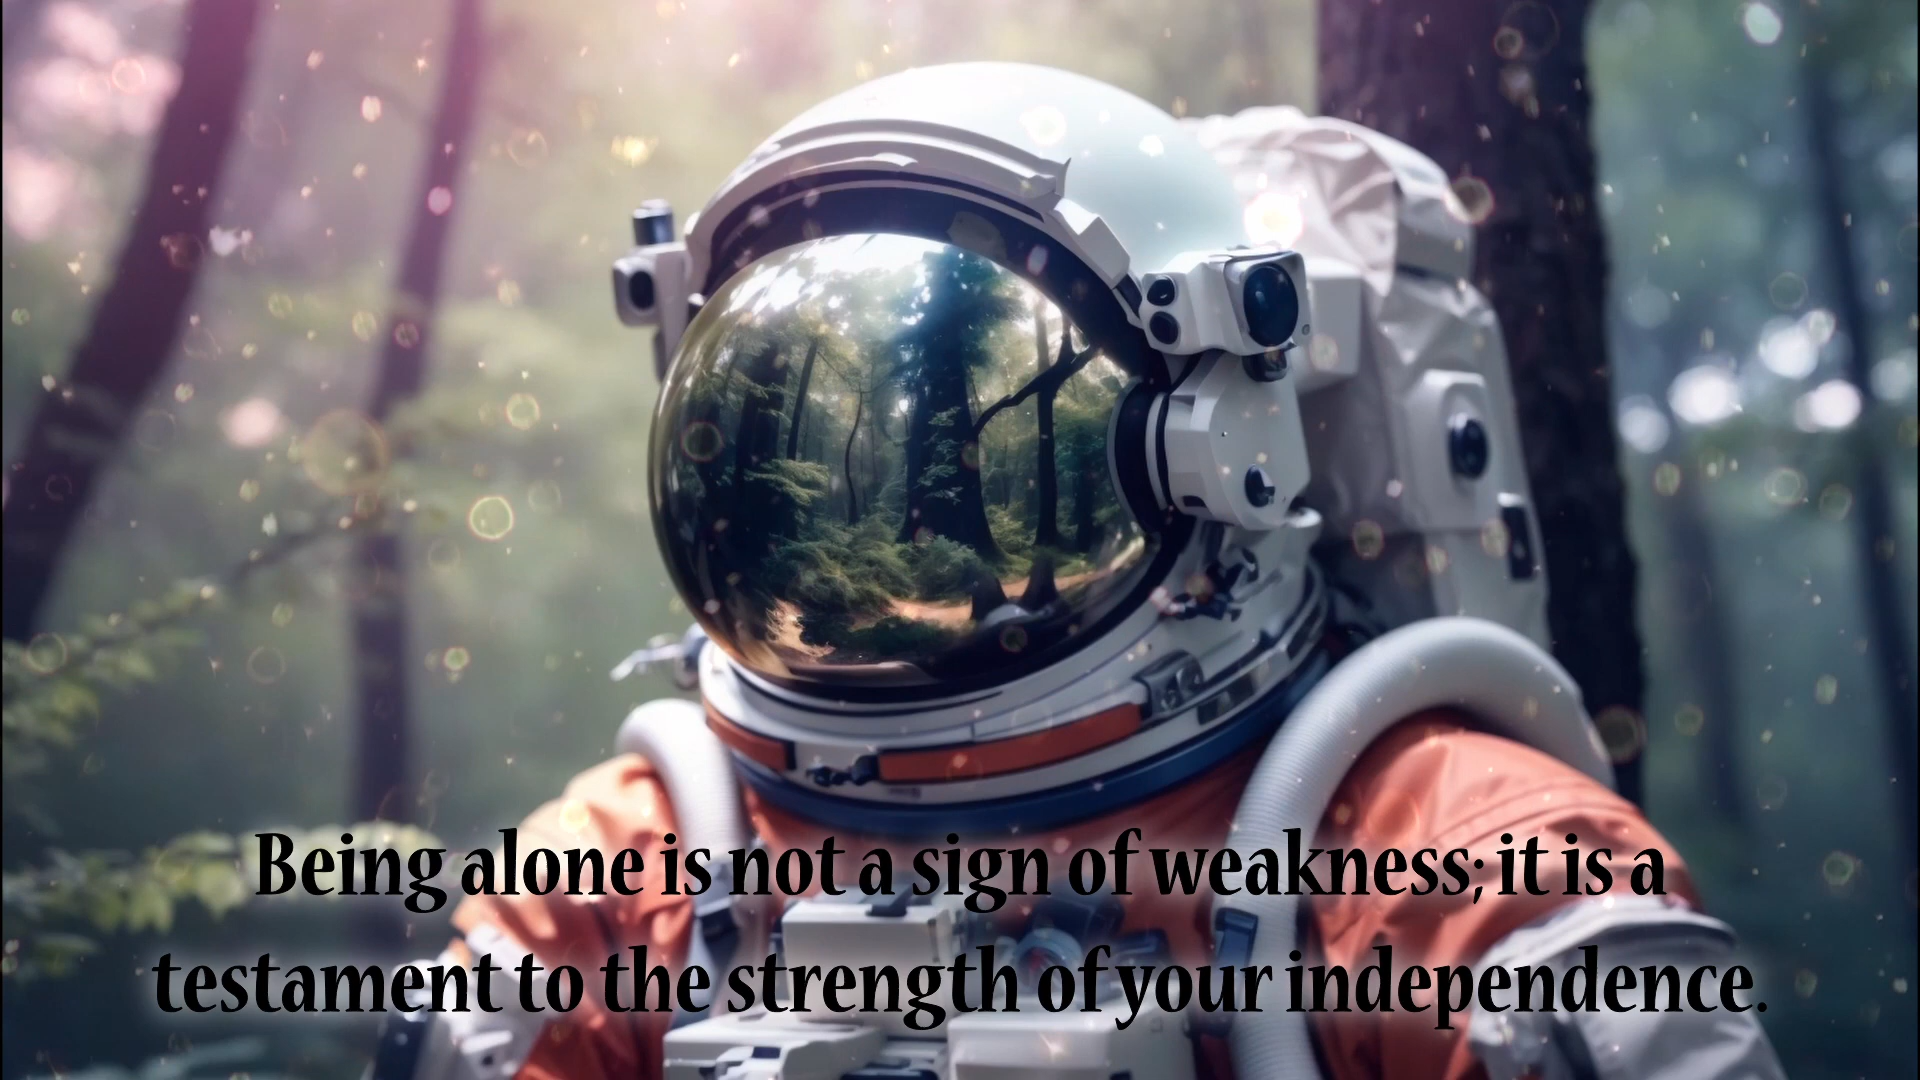 Being alone is not a sign of weakness; it is a
testament to the strength of your independence.